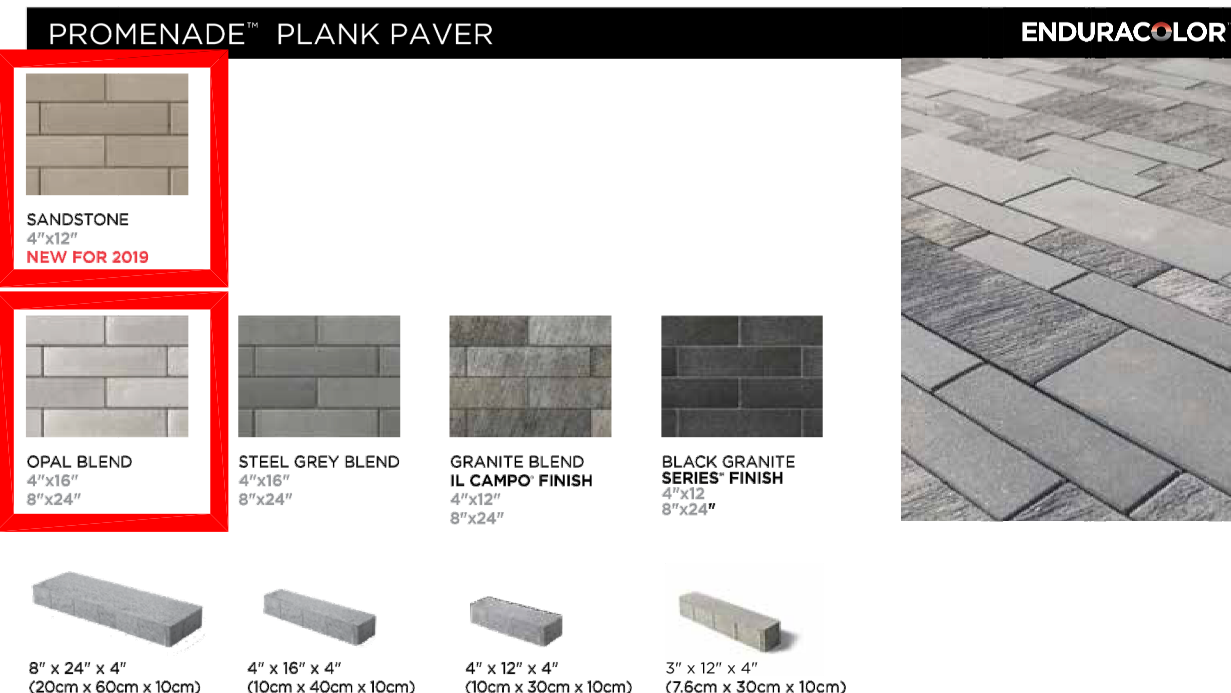 PROMENADE™ PLANK PAVER
ENDURACOLOR
SANDSTONE
4"x12"
NEW FOR 2019
OPAL BLEND
4"x16"
8"x24"
STEEL GREY BLEND
4"x16"
8"x24"
GRANITE BLEND
IL CAMPO® FINISH
4"x12"
8"x24"
BLACK GRANITE
SERIES™ FINISH
4"x12
8"x24"
8" x 24" x 4"
(20cm x 60cm x 10cm)
4" x 16" x 4"
(10cm x 40cm x 10cm)
4" x 12" x 4"
(10cm x 30cm x 10cm)
3" x 12" x 4"
(7.6cm x 30cm x 10cm)